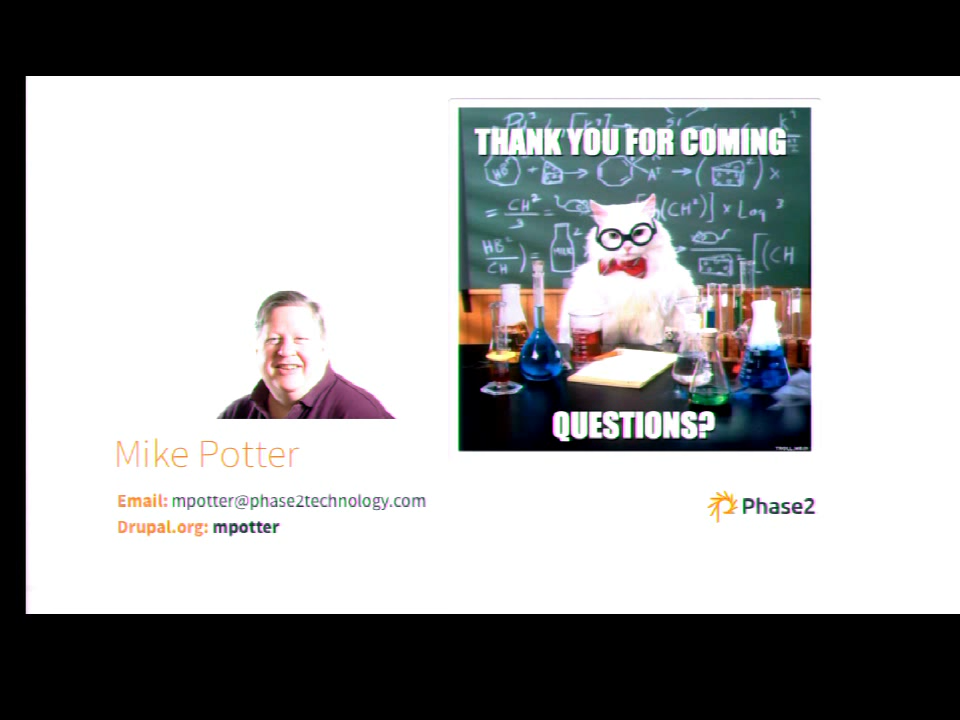 THANK YOU FOR COMING
QUESTIONS?
Mike Potter
Email: mpotter@phase2technology.com
Drupal.org: mpotter
Phase2